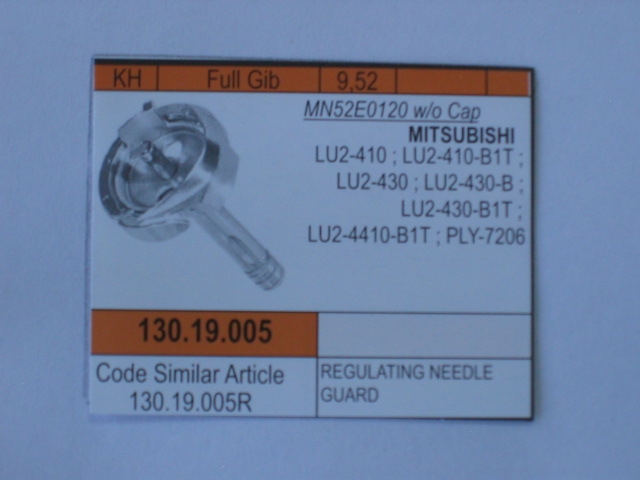 KH Full Gib 9,52
MN52E0120 w/o Cap
MITSUBISHI
LU2-410 ; LU2-410-B1T ;
LU2-430 ; LU2-430-B ;
LU2-430-B1T ;
LU2-4410-B1T ; PLY-7206
130.19.005
Code Similar Article
130.19.005R
REGULATING NEEDLE
GUARD